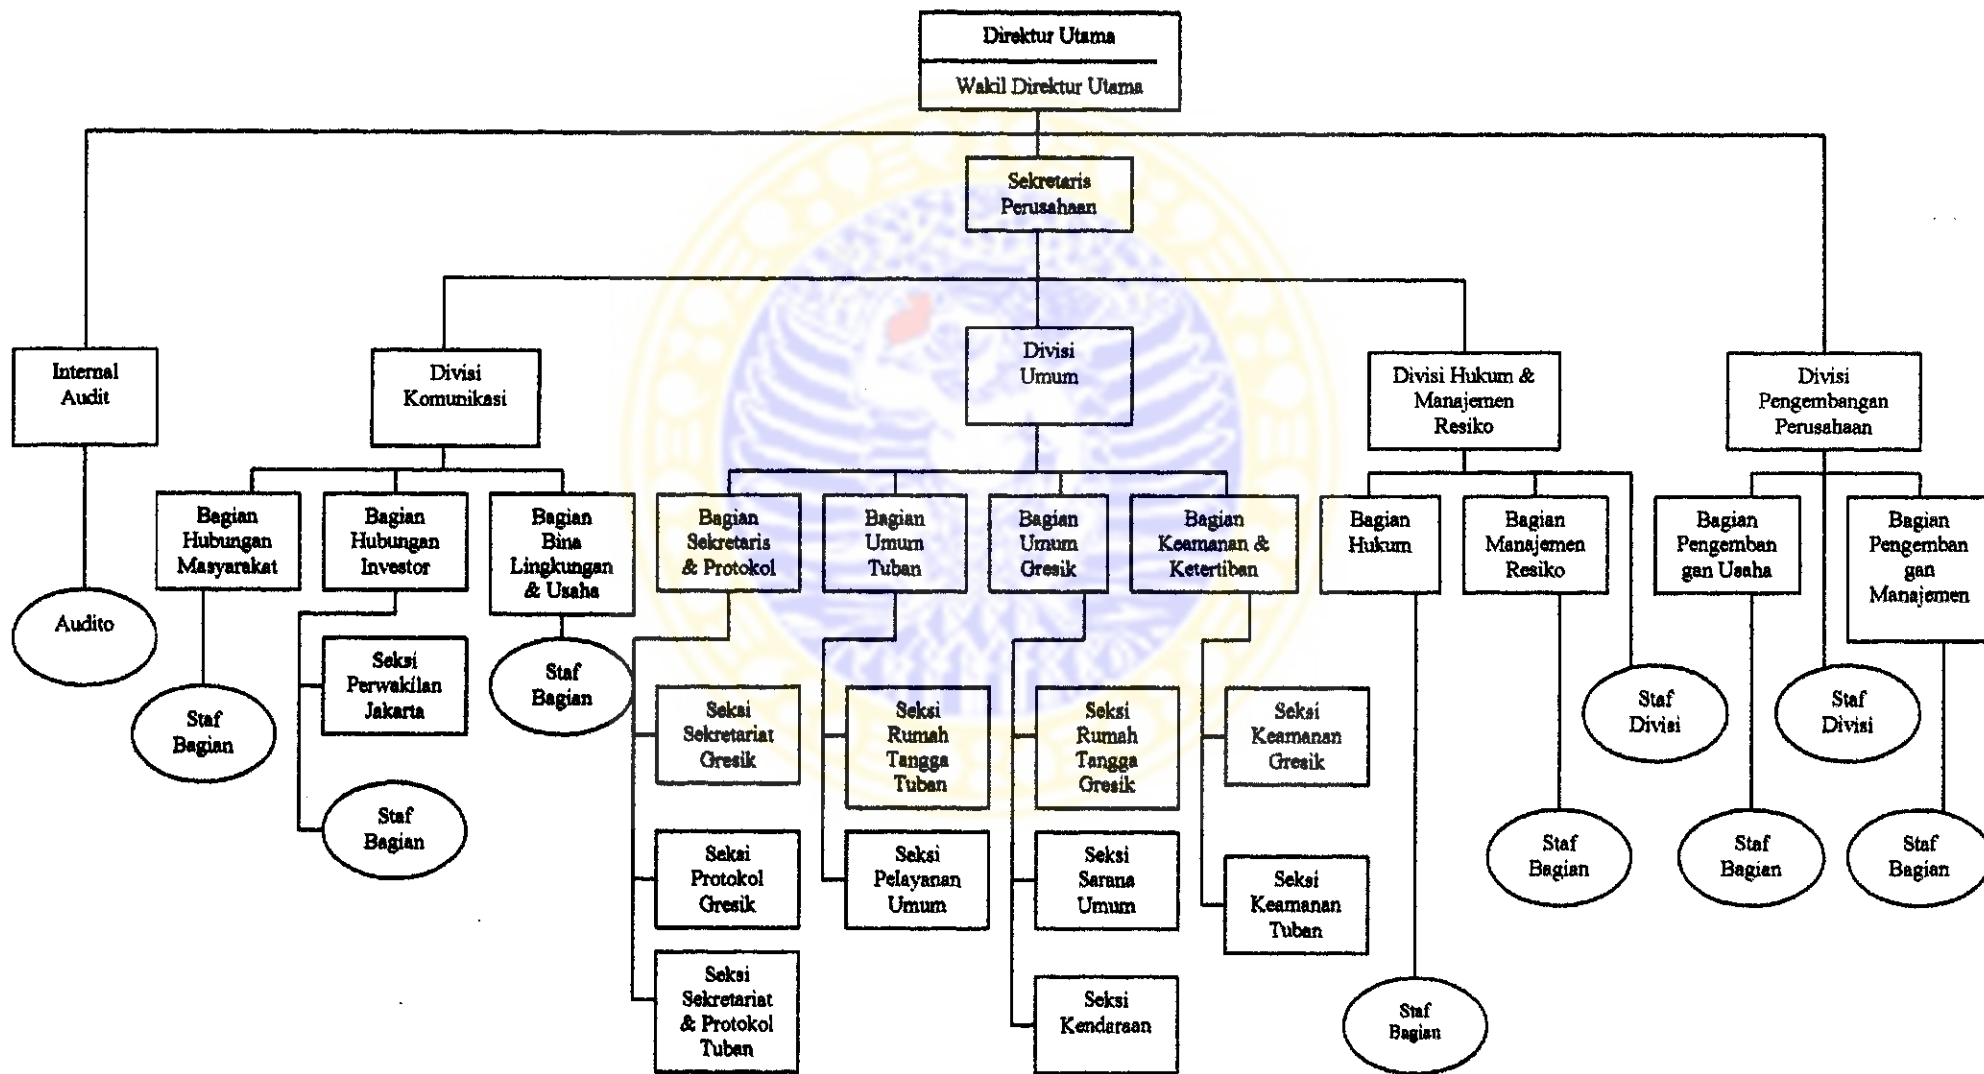 Direktur Utama
Wakil Direktur Utama
Sekretaris
Perusahaan
Internal
Audit
Divisi
Komunikasi
Divisi
Umum
Divisi Hukum &
Manajemen
Resiko
Divisi
Pengembangan
Perusahaan
Bagian
Hubungan
Masyarakat
Bagian
Hubungan
Investor
Bagian
Bina
Lingkungan
& Usaha
Bagian
Sekretaris
& Protokol
Bagian
Umum
Tuban
Bagian
Umum
Gresik
Bagian
Keamanan &
Ketertiban
Bagian
Hukum
Bagian
Manajemen
Resiko
Bagian
Pengemban
gan Usaha
Bagian
Pengemban
gan
Manajemen
Audito
Staf
Bagian
Seksi
Perwakilan
Jakarta
Staf
Bagian
Staf
Bagian
Seksi
Sekretariat
Gresik
Seksi
Rumah
Tangga
Tuban
Seksi
Rumah
Tangga
Gresik
Seksi
Keamanan
Gresik
Staf
Divisi
Staf
Divisi
Seksi
Protokol
Gresik
Seksi
Pelayanan
Umum
Seksi
Sarana
Umum
Seksi
Keamanan
Tuban
Staf
Bagian
Staf
Bagian
Staf
Bagian
Seksi
Sekretariat
& Protokol
Tuban
Seksi
Kendaraan
Staf
Bagian